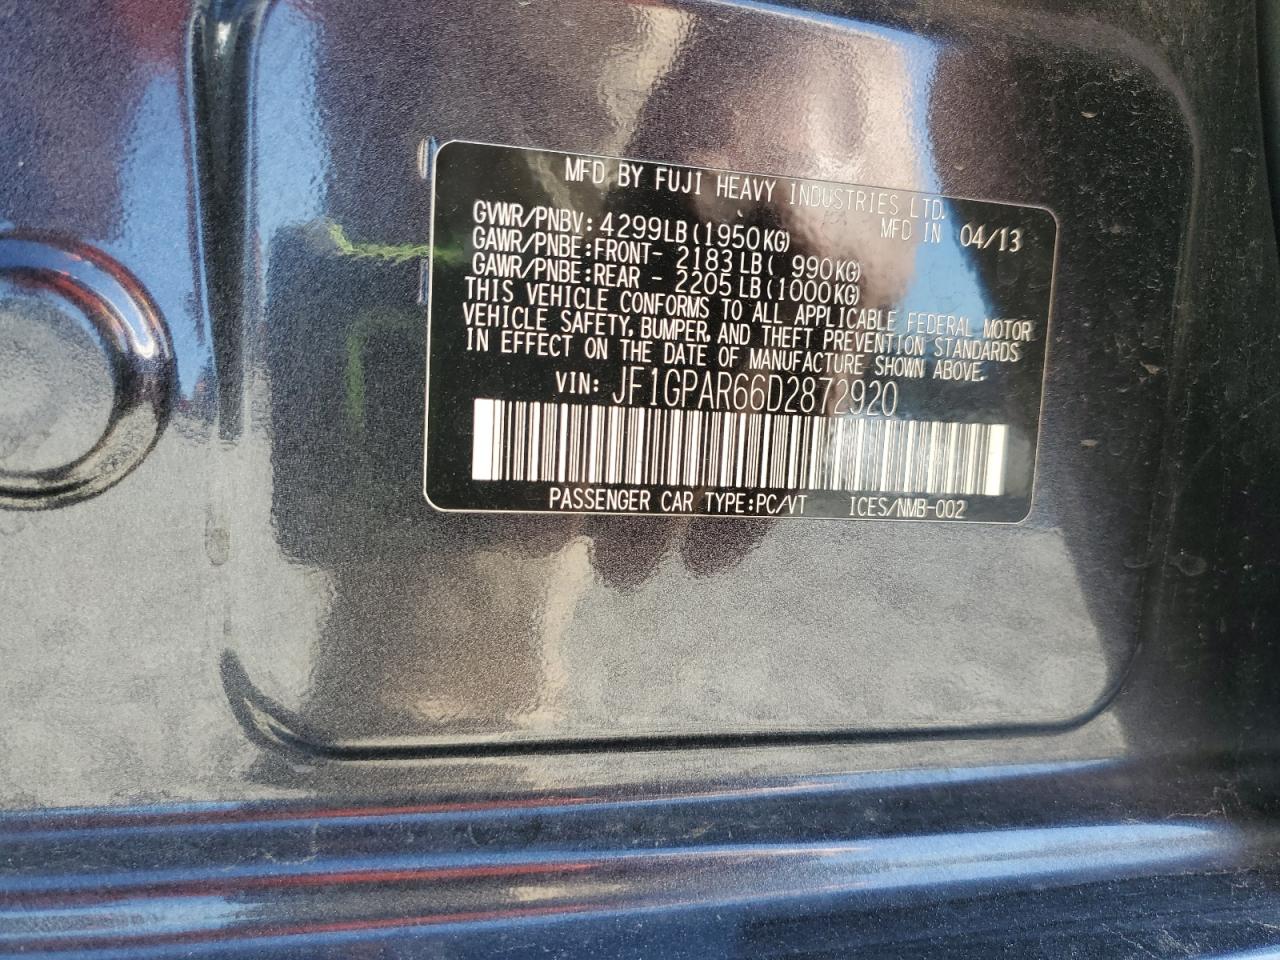 MFD BY FUJI HEAVY INDUSTRIES LTD.
GVWR/PNBV: 4299LB(1950KG) MFD IN 04/13
GAWR/PNBE:FRONT- 2183LB( 990KG)
GAWR/PNBE:REAR - 2205LB(1000KG)
THIS VEHICLE CONFORMS TO ALL APPLICABLE FEDERAL MOTOR
VEHICLE SAFETY, BUMPER, AND THEFT PREVENTION STANDARDS
IN EFFECT ON THE DATE OF MANUFACTURE SHOWN ABOVE.
VIN: JF1GPAR66D2872920
PASSENGER CAR TYPE:PC/VT ICES/NMB-002